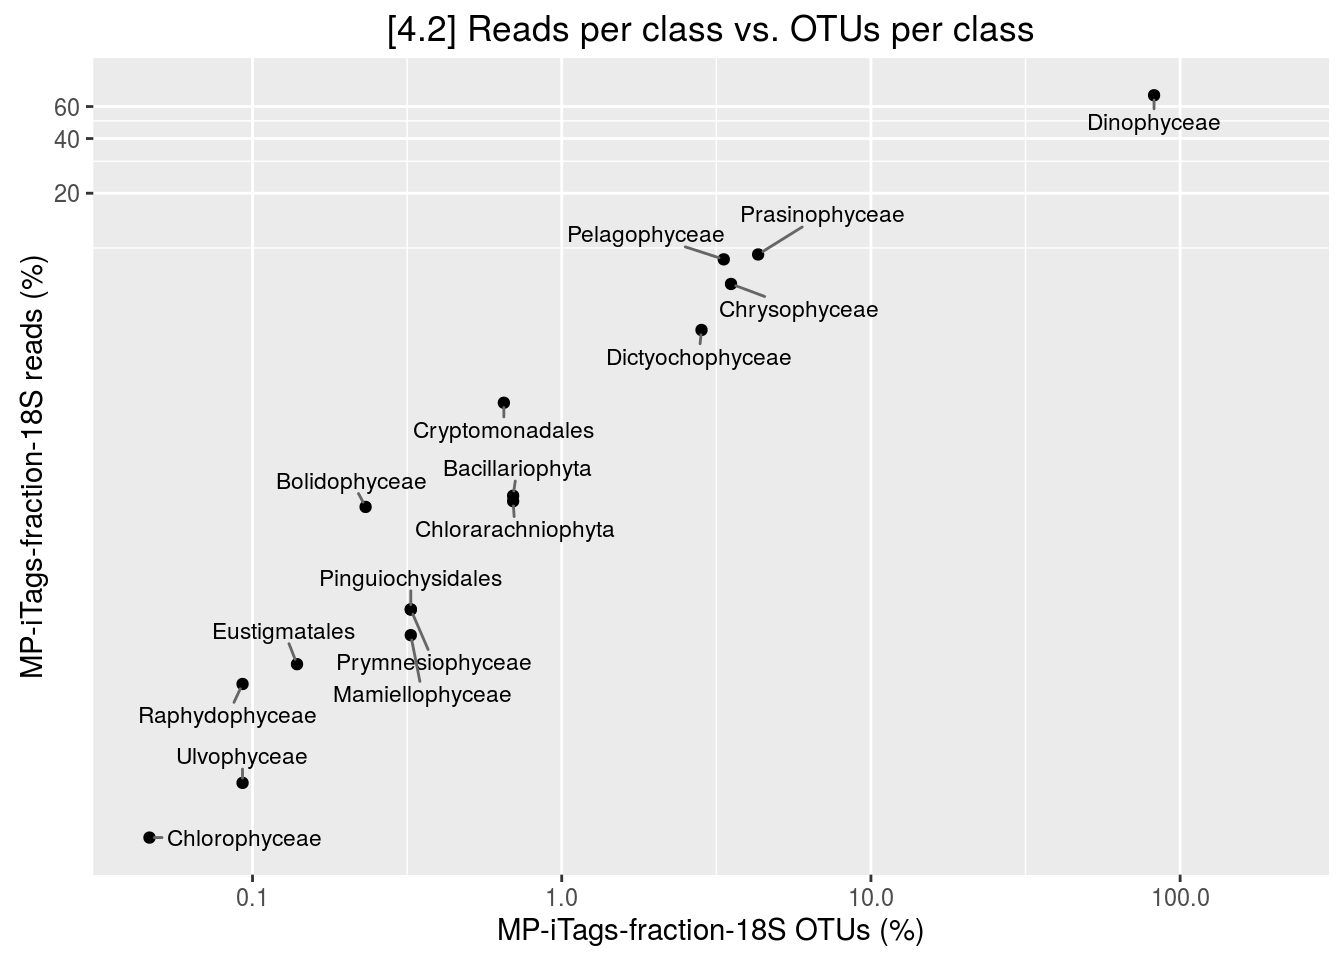 [4.2] Reads per class vs. OTUs per class
60
40
20
MP-iTags-fraction-18S reads (%)
Dinophyceae
Prasinophyceae
Pelagophyceae
Chrysophyceae
Dictyochophyceae
Cryptomonadales
Bacillariophyta
Bolidophyceae
Chlorarachniophyta
Pinguiochysidales
Eustigmatales
Prymnesiophyceae
Mamiellophyceae
Raphydophyceae
Ulvophyceae
Chlorophyceae
0.1 1.0 10.0 100.0
MP-iTags-fraction-18S OTUs (%)